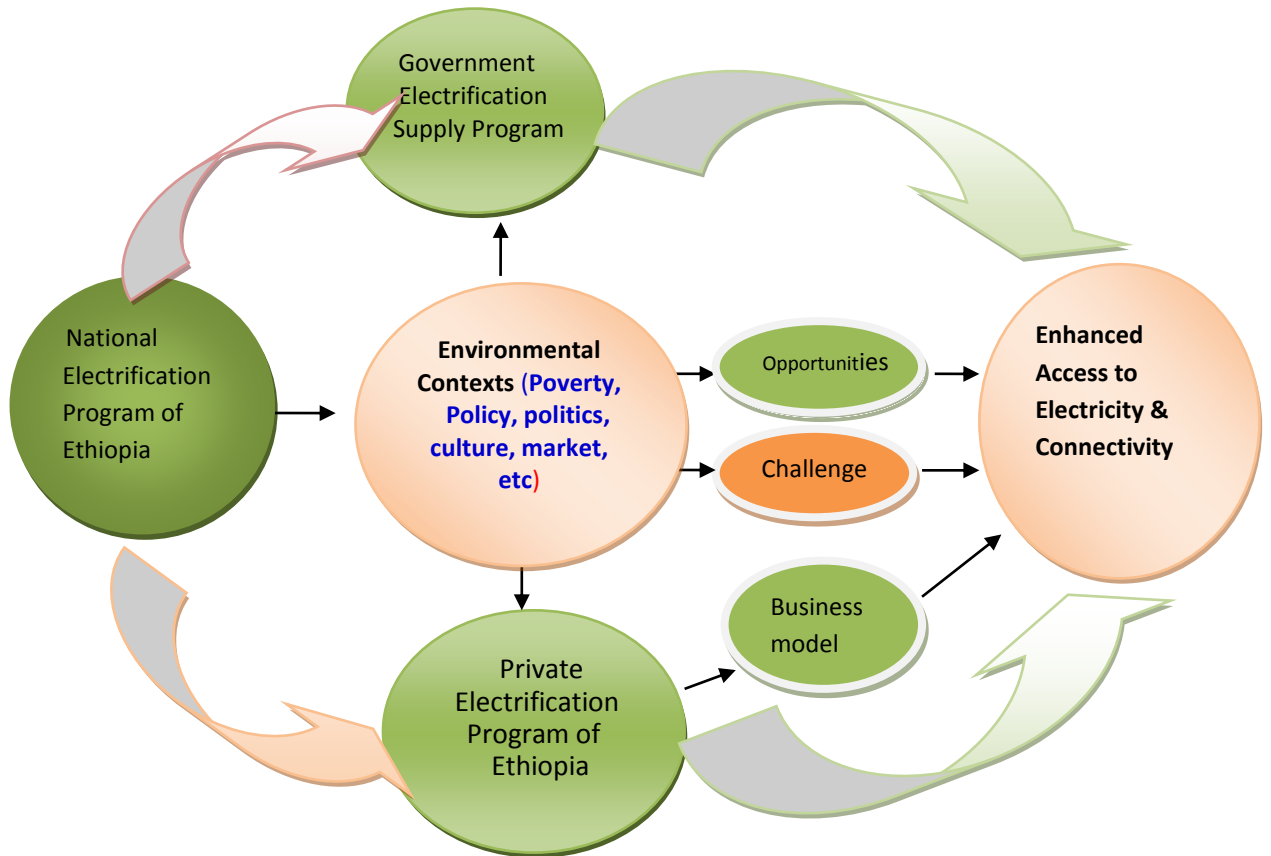 Government
Electrification
Supply Program
National
Electrification
Program of
Ethiopia
Environmental
Contexts (Poverty,
Policy, politics,
culture, market,
etc)
Opportunities
Challenge
Business
model
Private
Electrification
Program of
Ethiopia
Enhanced
Access to
Electricity &
Connectivity